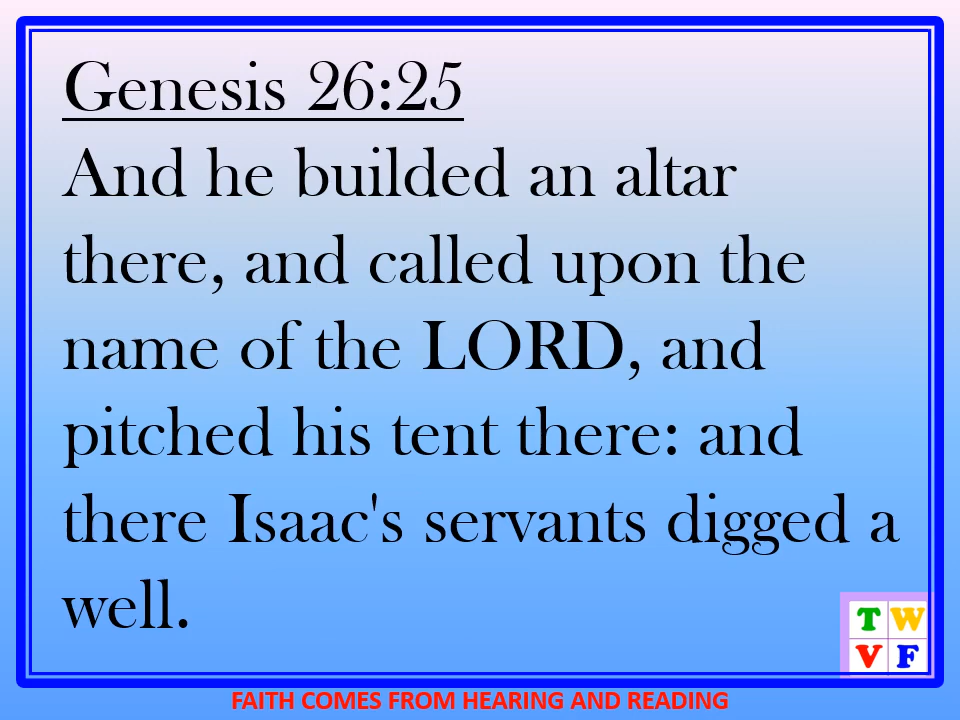 Genesis 26:25
And he builded an altar
there, and called upon the
name of the LORD, and
pitched his tent there: and
there Isaac's servants digged a
well.
T W
V F
FAITH COMES FROM HEARING AND READING